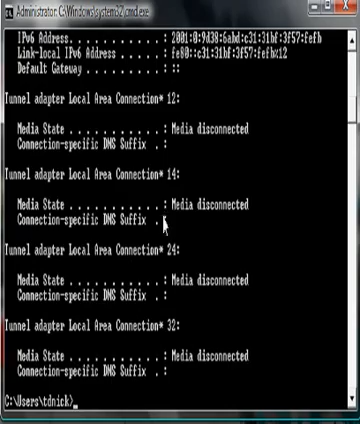 Administrator: C:\Windows\system32\cmd.exe
IPv6 Address. . . . . . . . . . . : 2001:0:9d38:6abd:c31:31bf:3f57:fefb
Link-local IPv6 Address . . . . . : fe80::c31:31bf:3f57:fefb%12
Default Gateway . . . . . . . . . : ::
Tunnel adapter Local Area Connection* 12:
Media State . . . . . . . . . . . : Media disconnected
Connection-specific DNS Suffix  . :
Tunnel adapter Local Area Connection* 14:
Media State . . . . . . . . . . . : Media disconnected
Connection-specific DNS Suffix  . :
Tunnel adapter Local Area Connection* 24:
Media State . . . . . . . . . . . : Media disconnected
Connection-specific DNS Suffix  . :
Tunnel adapter Local Area Connection* 32:
Media State . . . . . . . . . . . : Media disconnected
Connection-specific DNS Suffix  . :
C:\Users\tdnick>_